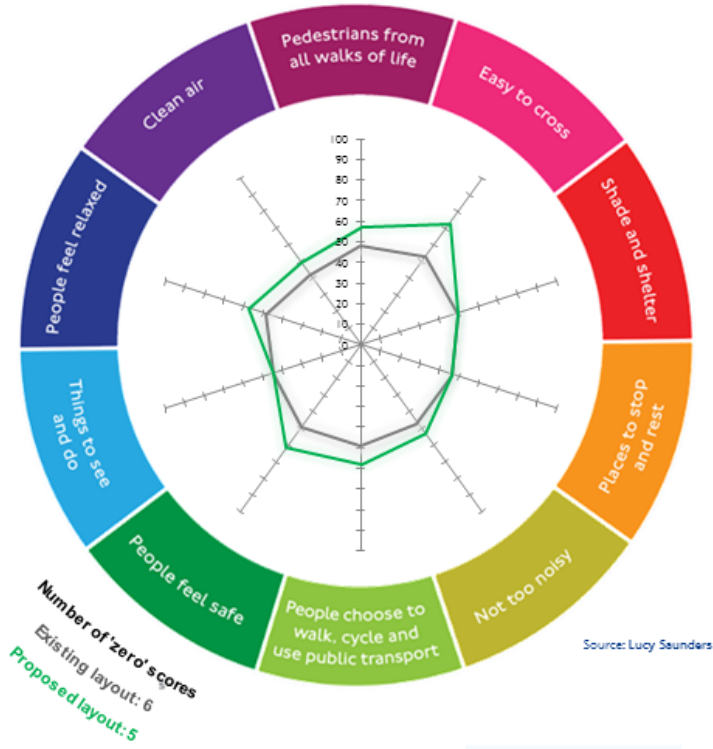 Pedestrians from
all walks of life
Easy to cross
Shade and shelter
Places to stop
and rest
Not too noisy
People choose to
walk, cycle and
use public transport
People feel safe
Things to see
and do
People feel relaxed
Clean air
100
90
80
70
60
50
40
30
20
10
0
Number of 'zero' scores
Existing layout: 6
Proposed layout: 5
Source: Lucy Saunders